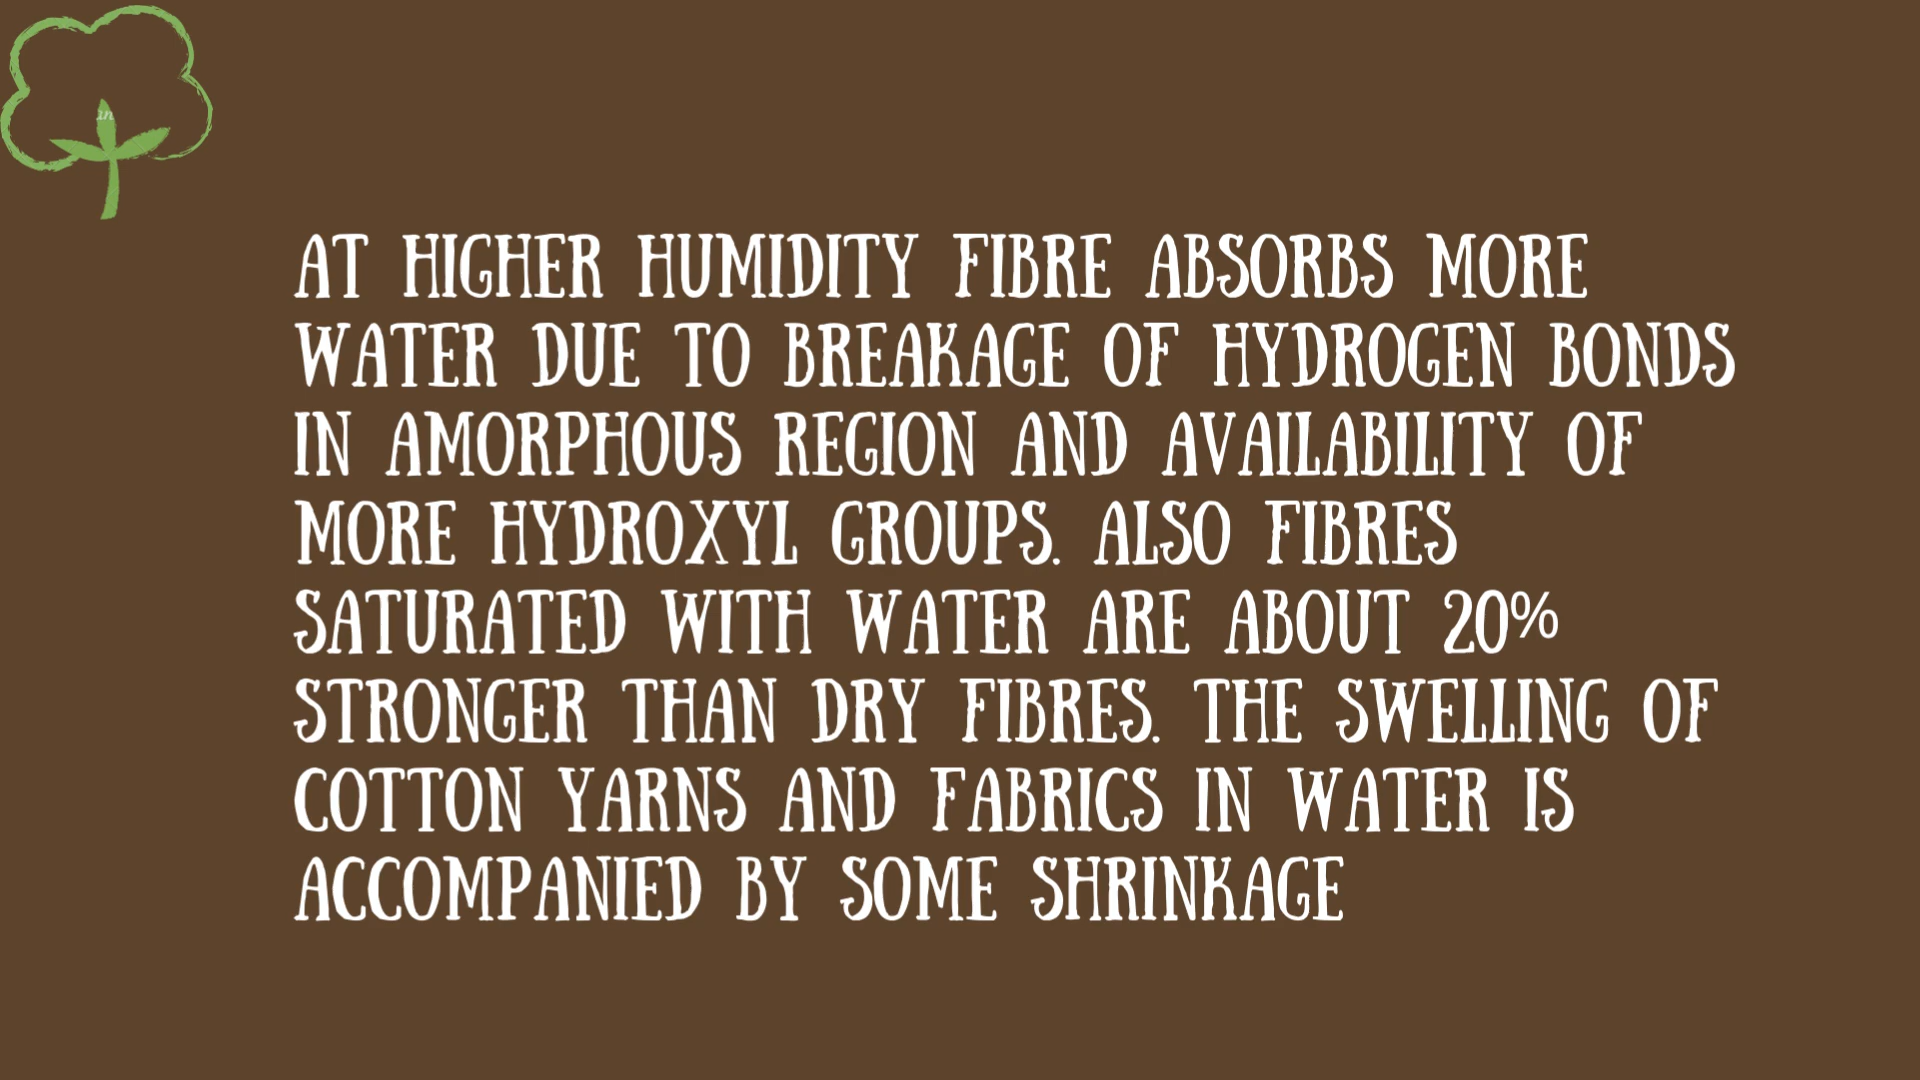 AT HIGHER HUMIDITY FIBRE ABSORBS MORE
WATER DUE TO BREAKAGE OF HYDROGEN BONDS
IN AMORPHOUS REGION AND AVAILABILITY OF
MORE HYDROXYL GROUPS. ALSO FIBRES
SATURATED WITH WATER ARE ABOUT 20%
STRONGER THAN DRY FIBRES. THE SWELLING OF
COTTON YARNS AND FABRICS IN WATER IS
ACCOMPANIED BY SOME SHRINKAGE